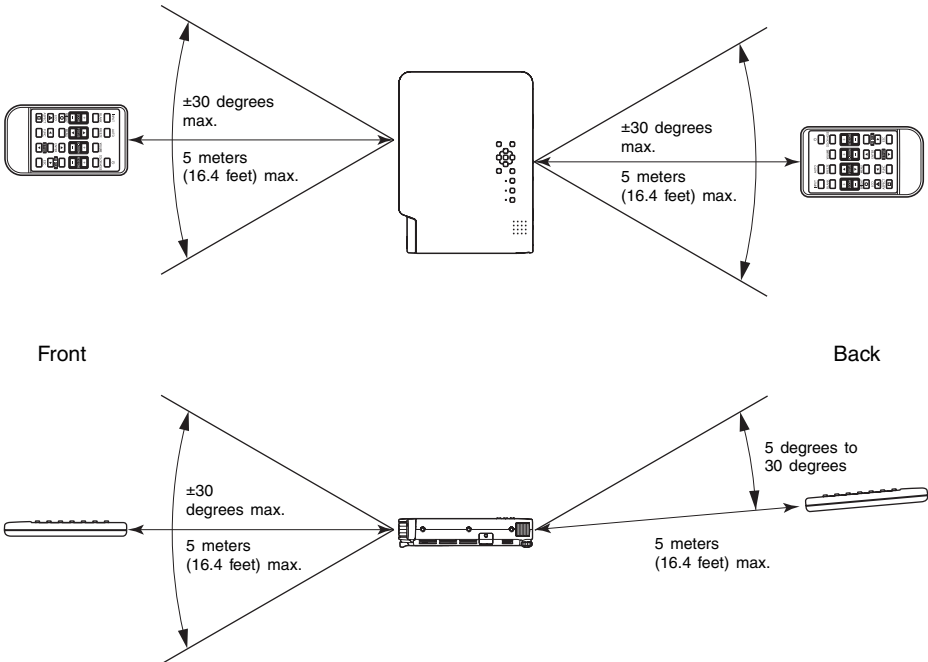 ±30 degrees
max.
5 meters
(16.4 feet) max.
±30 degrees
max.
5 meters
(16.4 feet) max.
Front
Back
±30
degrees max.
5 meters
(16.4 feet) max.
5 degrees to
30 degrees
5 meters
(16.4 feet) max.